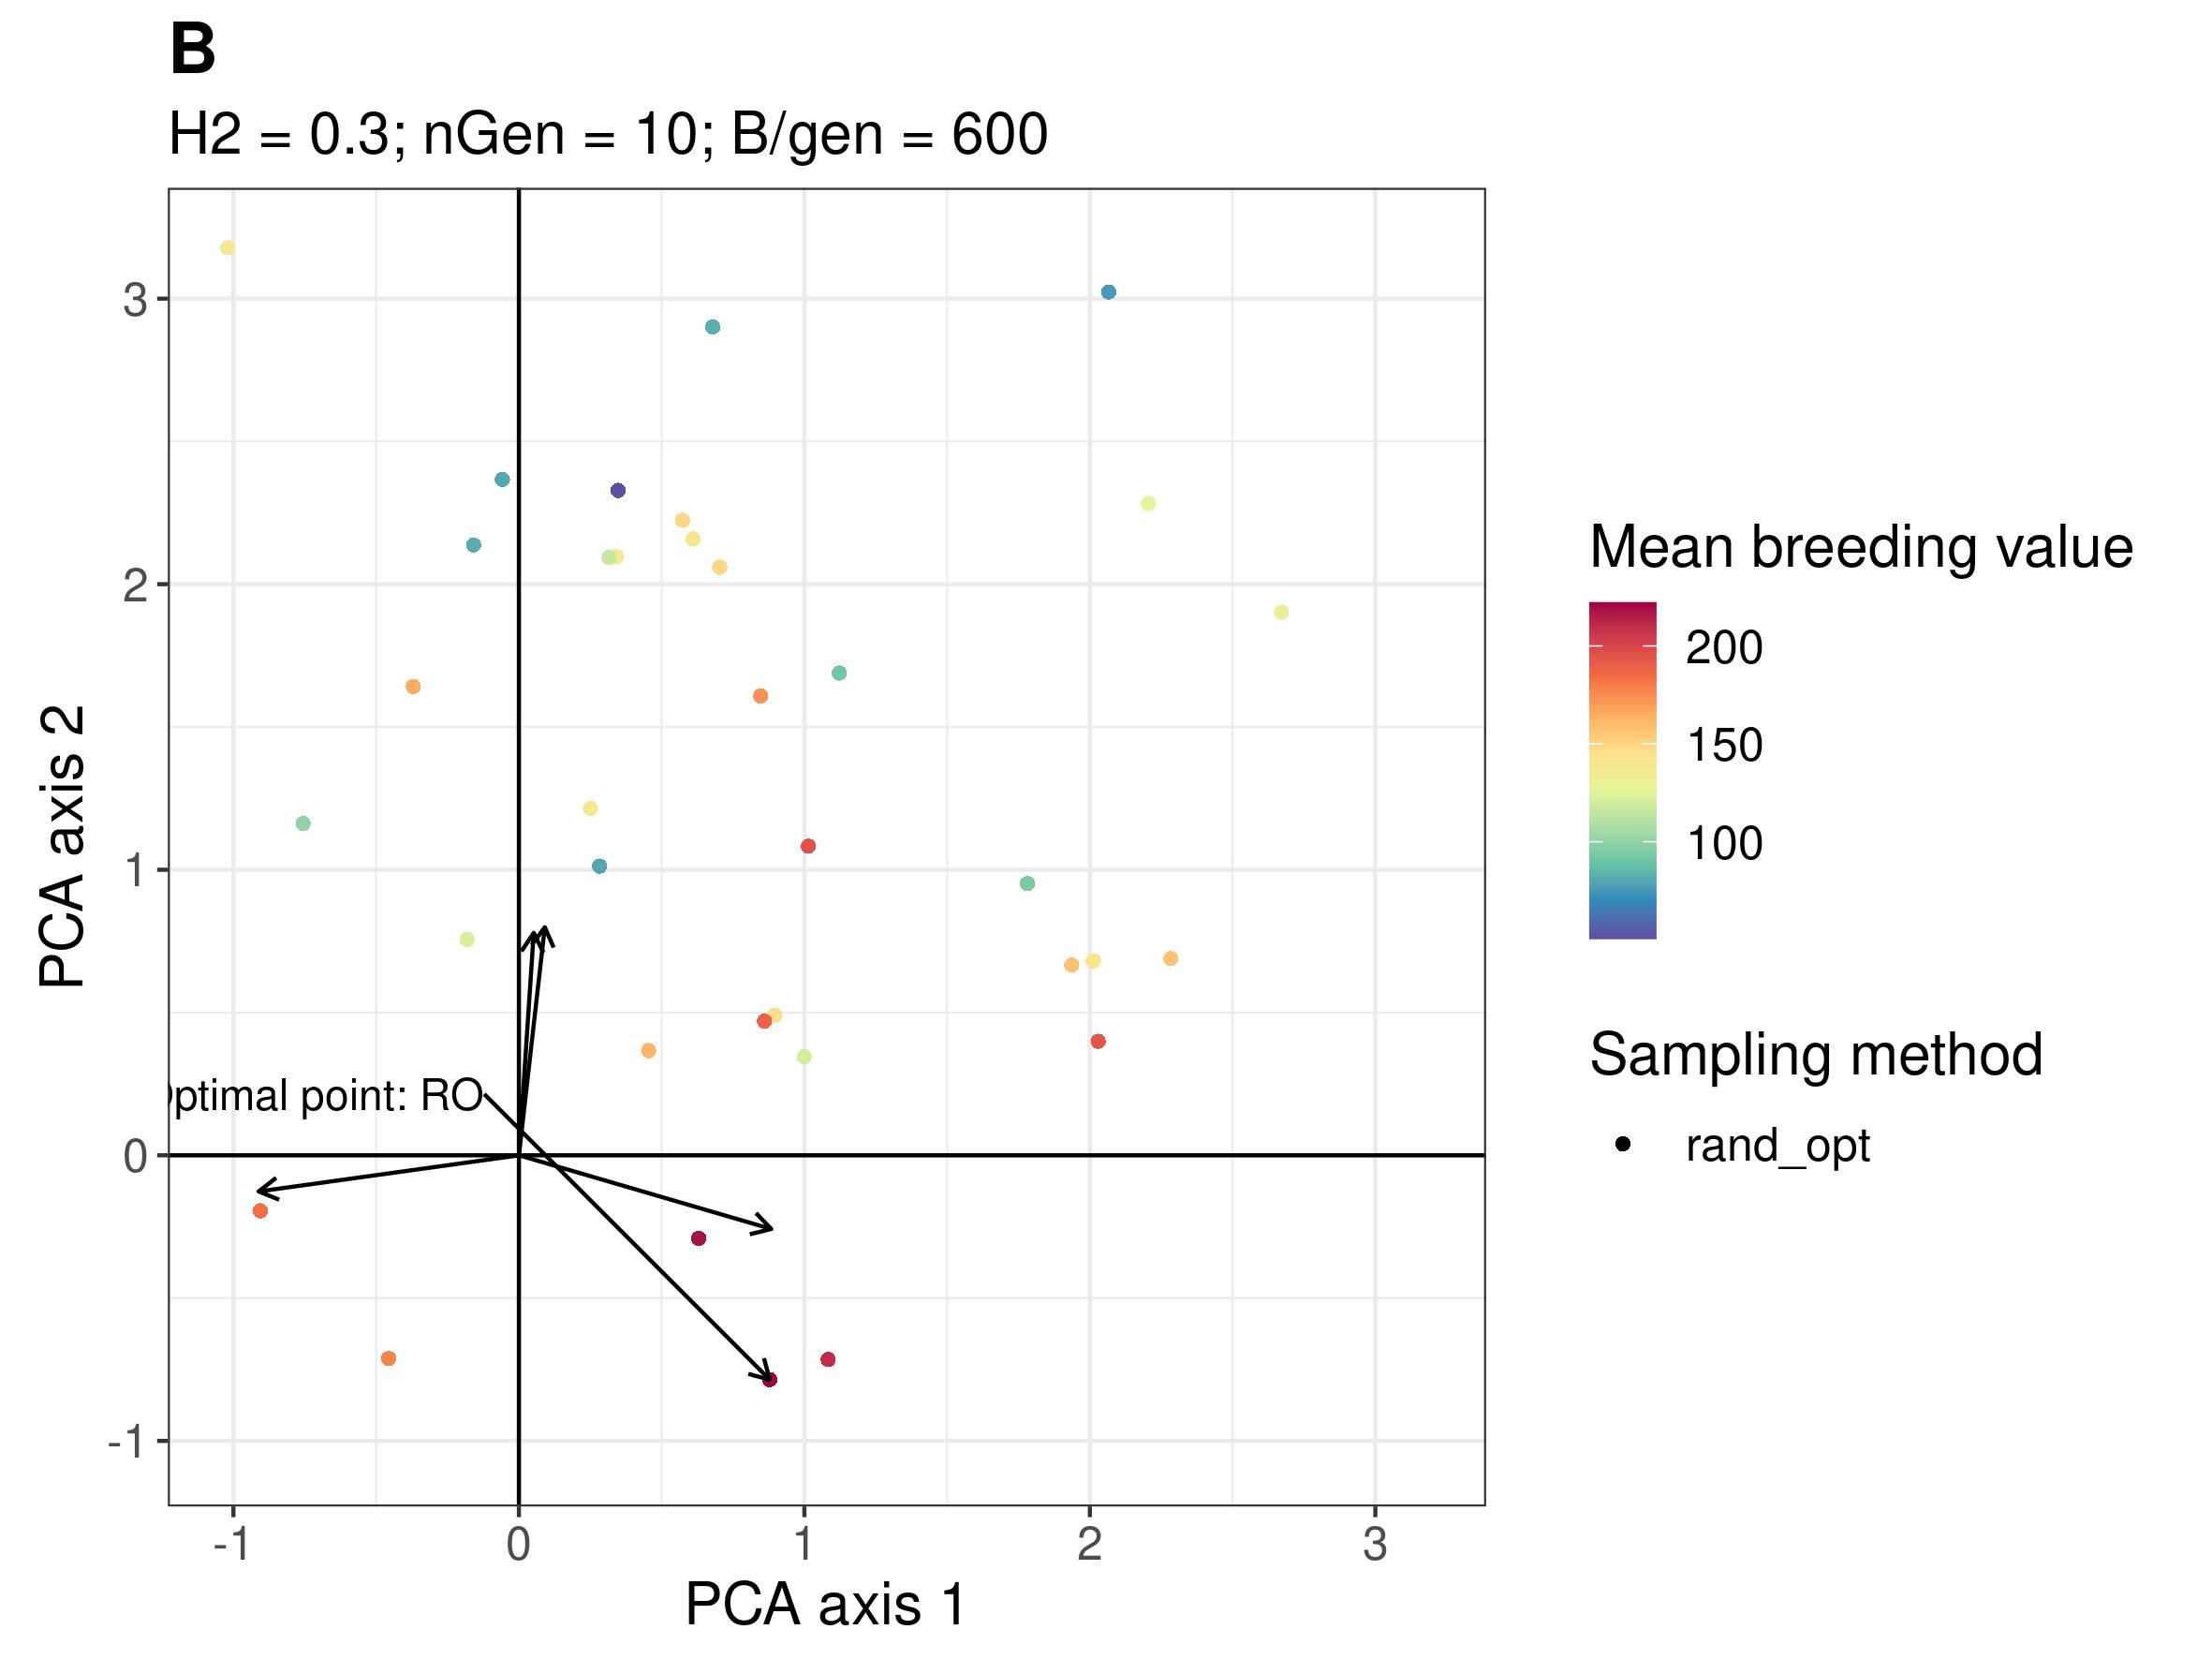 B
H2 = 0.3; nGen = 10; B/gen = 600
PCA axis 2
3
2
1
0
-1
ptimal point: RO
-1
0
1
2
3
PCA axis 1
Mean breeding value
200
150
100
Sampling method
rand_opt